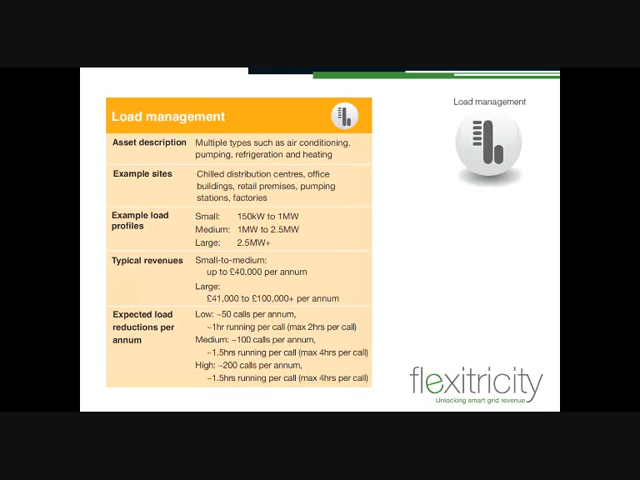 Load management
Load management
Asset description
Multiple types such as air conditioning,
pumping, refrigeration and heating
Example sites
Chilled distribution centres, office
buildings, retail premises, pumping
stations, factories
Example load
profiles
Small: 150kW to 1MW
Medium: 1MW to 2.5MW
Large: 2.5MW+
Typical revenues
Small-to-medium:
up to £40,000 per annum
Large:
£41,000 to £100,000+ per annum
Expected load
reductions per
annum
Low: ~50 calls per annum,
~1hr running per call (max 2hrs per call)
Medium: ~100 calls per annum,
~1.5hrs running per call (max 4hrs per call)
High: ~200 calls per annum,
~1.5hrs running per call (max 4hrs per call)
flexitricity
Unlocking smart grid revenue